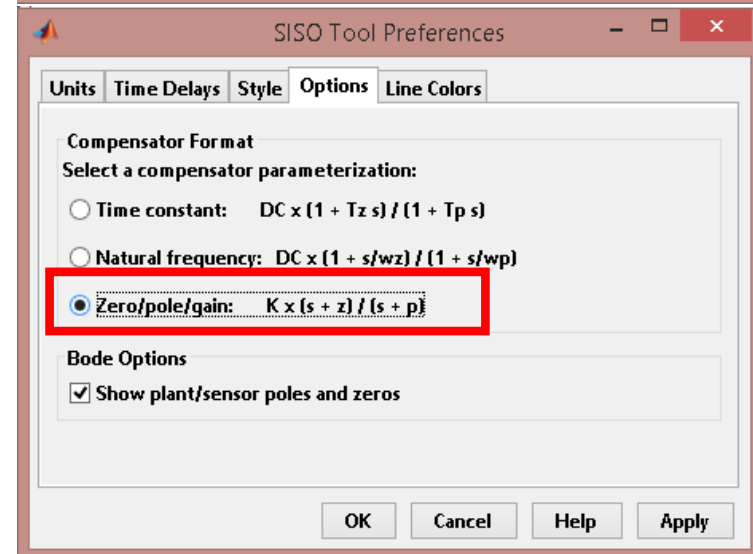 SISO Tool Preferences
Units Time Delays Style Options Line Colors
Compensator Format
Select a compensator parameterization:
Time constant: DC x (1 + Tz s) / (1 + Tp s)
Natural frequency: DC x (1 + s/wz) / (1 + s/wp)
Zero/pole/gain: K x (s + z) / (s + p)
Bode Options
Show plant/sensor poles and zeros
OK Cancel Help Apply